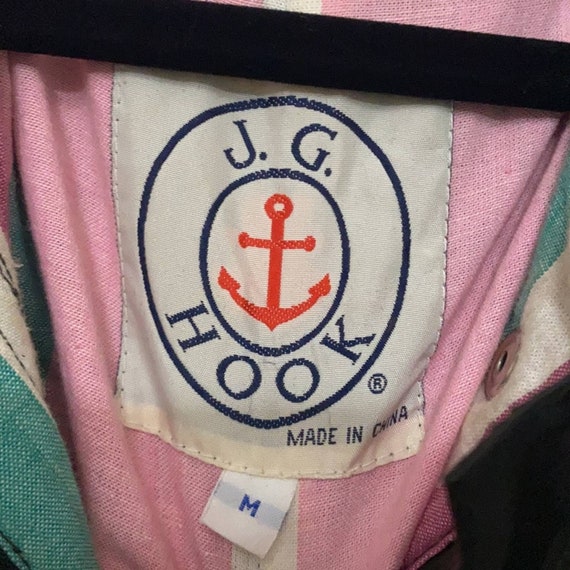 J. G.
HOOK ®
MADE IN CHINA
M